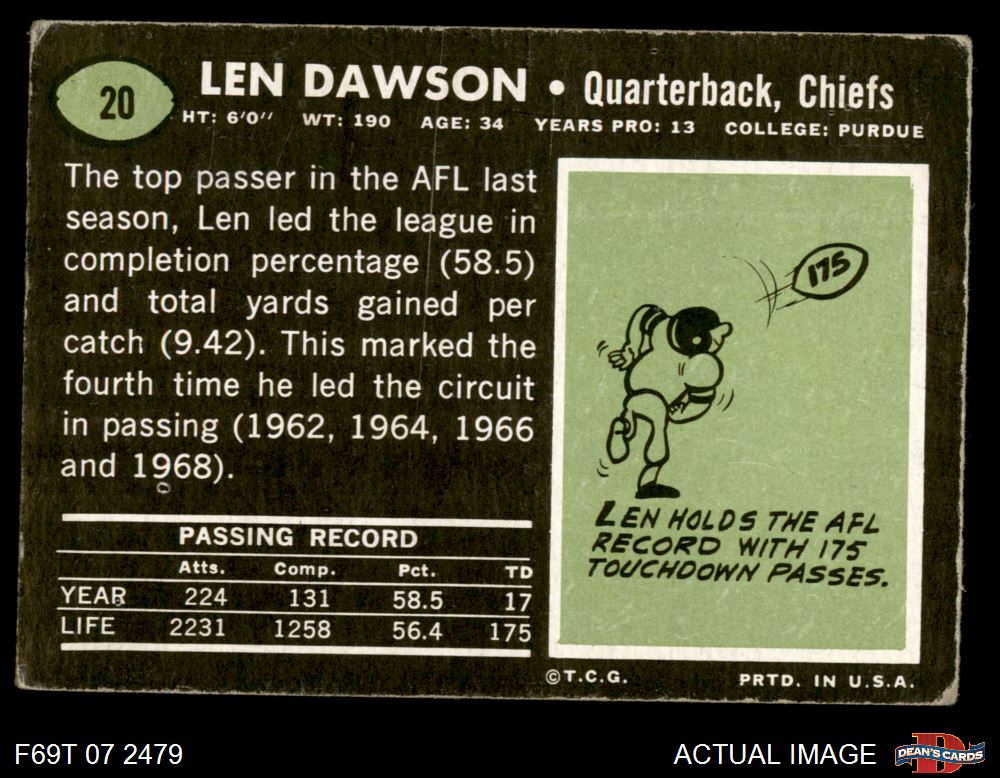 20
LEN DAWSON • Quarterback, Chiefs
HT: 6'0" WT: 190 AGE: 34 YEARS PRO: 13 COLLEGE: PURDUE
The top passer in the AFL last
season, Len led the league in
completion percentage (58.5)
and total yards gained per
catch (9.42). This marked the
fourth time he led the circuit
in passing (1962, 1964, 1966
and 1968).
PASSING RECORD
Atts. Comp. Pct. TD
YEAR 224 131 58.5 17
LIFE 2231 1258 56.4 175
175
LEN HOLDS THE AFL
RECORD WITH 175
TOUCHDOWN PASSES.
©T.C.G. PRTD. IN U.S.A.
F69T 07 2479
ACTUAL IMAGE
D
DEAN'S CARDS